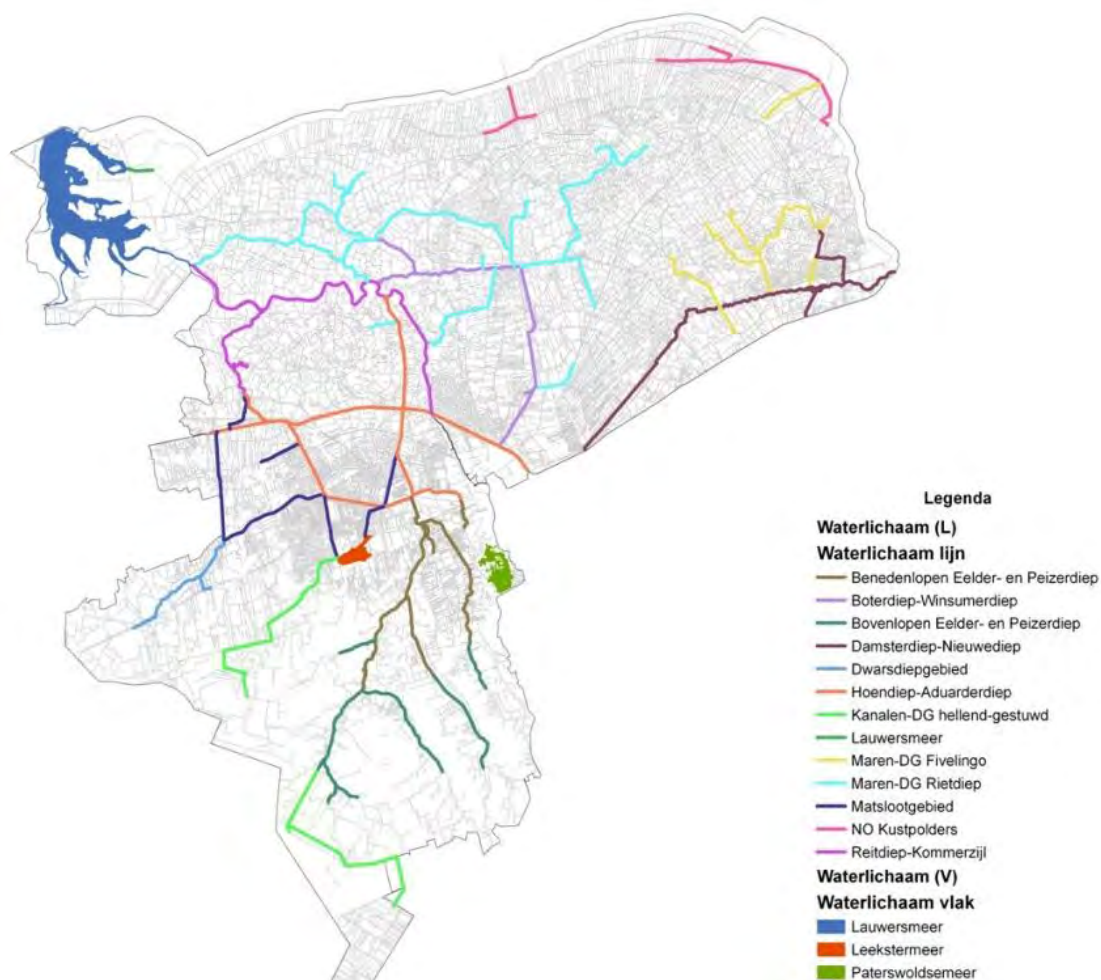 Legenda
Waterlichaam (L)
Waterlichaam lijn
Benedenlopen Eelder- en Peizerdiep
Boterdiep-Winsumerdiep
Bovenlopen Eelder- en Peizerdiep
Damsterdiep-Nieuwediep
Dwarsdiepgebied
Hoendiep-Aduarderdiep
Kanalen-DG hellend-gestuwd
Lauwersmeer
Maren-DG Fivelingo
Maren-DG Rietdiep
Matslootgebied
NO Kustpolders
Reitdiep-Kommerzijl
Waterlichaam (V)
Waterlichaam vlak
Lauwersmeer
Leekstermeer
Paterswoldsemeer